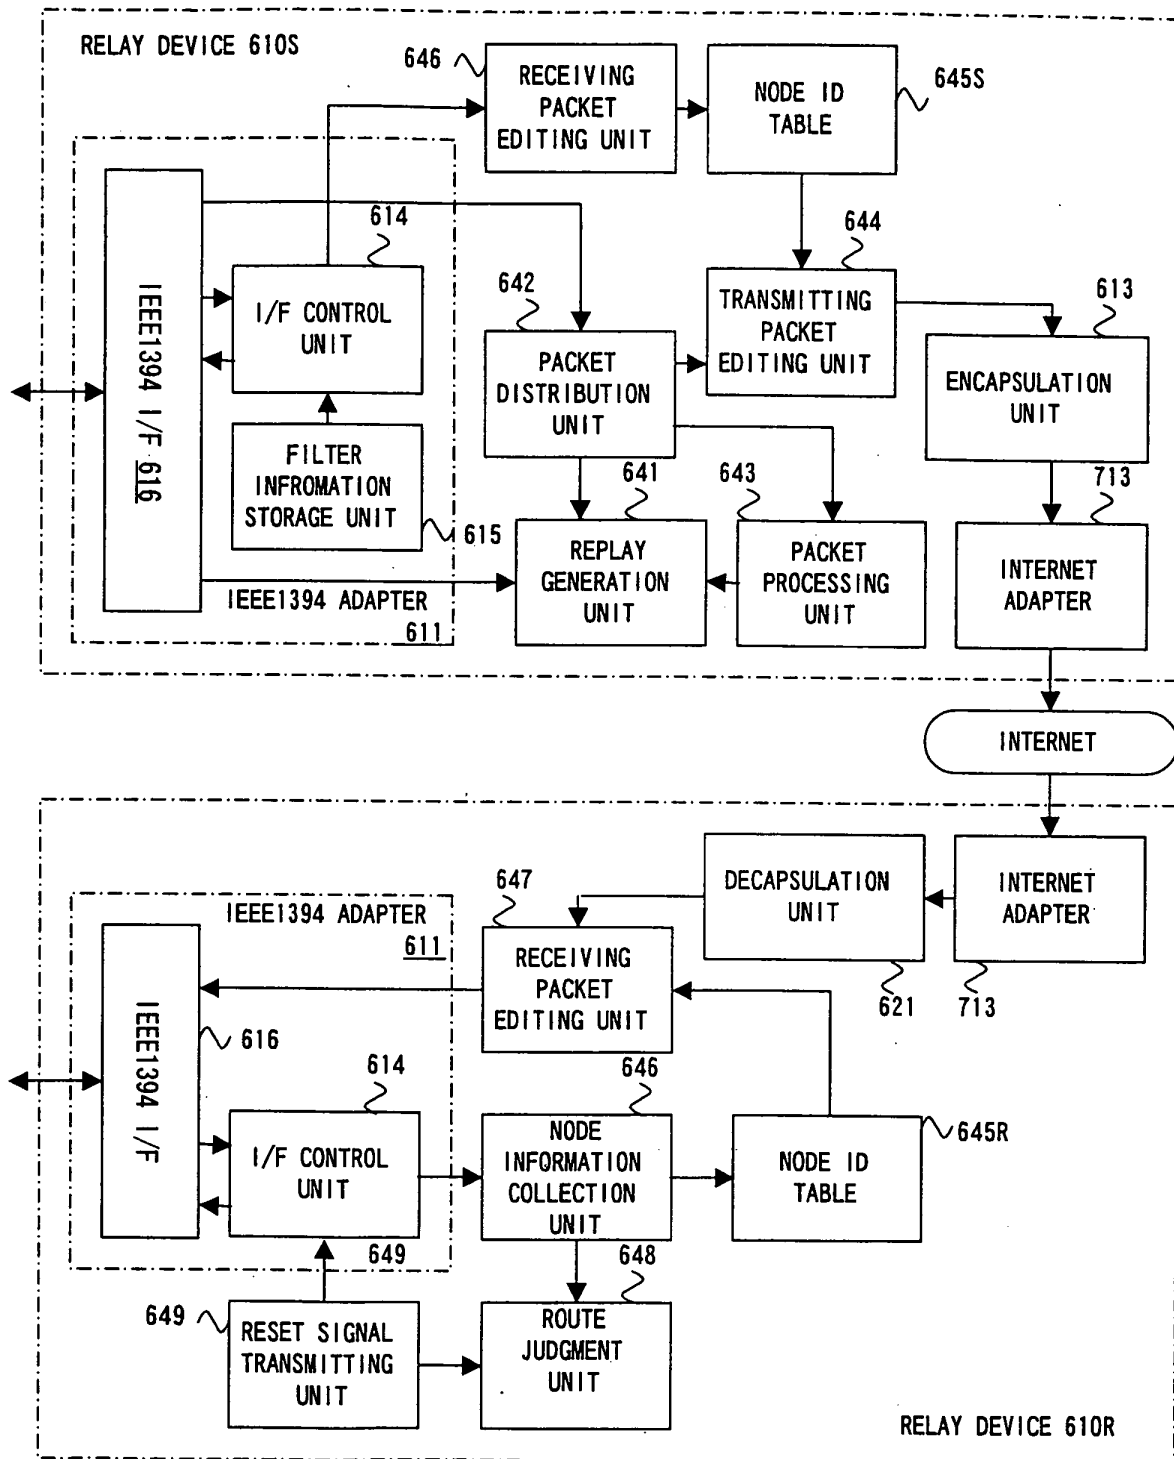 RELAY DEVICE 610S
646
RECEIVING
PACKET
EDITING UNIT
NODE ID
TABLE
645S
614
I/F CONTROL
UNIT
IEEE1394 I/F 616
FILTER
INFROMATION
STORAGE UNIT
615
IEEE1394 ADAPTER
611
642
PACKET
DISTRIBUTION
UNIT
644
TRANSMITTING
PACKET
EDITING UNIT
613
ENCAPSULATION
UNIT
641
REPLAY
GENERATION
UNIT
643
PACKET
PROCESSING
UNIT
713
INTERNET
ADAPTER
INTERNET
INTERNET
ADAPTER
713
DECAPSULATION
UNIT
621
647
RECEIVING
PACKET
EDITING UNIT
IEEE1394 ADAPTER
611
IEEE1394 I/F
616
614
I/F CONTROL
UNIT
649
646
NODE
INFORMATION
COLLECTION
UNIT
NODE ID
TABLE
645R
649
RESET SIGNAL
TRANSMITTING
UNIT
648
ROUTE
JUDGMENT
UNIT
RELAY DEVICE 610R